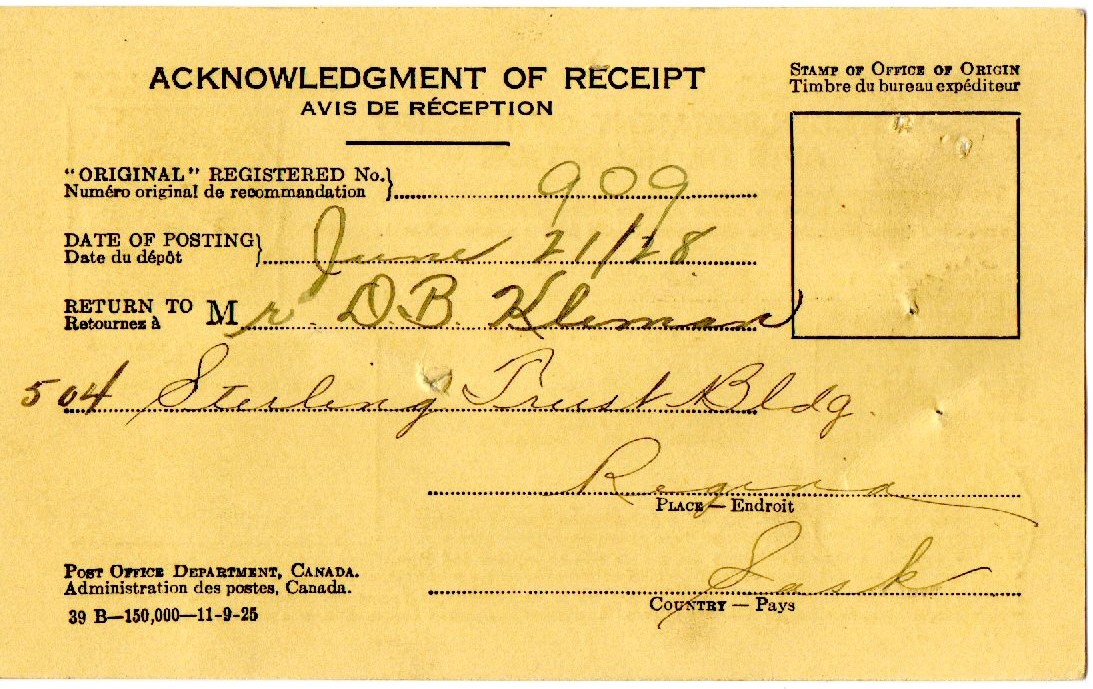 ACKNOWLEDGMENT OF RECEIPT
AVIS DE RÉCEPTION
STAMP OF OFFICE OF ORIGIN
Timbre du bureau expéditeur
"ORIGINAL" REGISTERED No.} 909
Numéro original de recommandation
DATE OF POSTING} June 21/28
Date du dépôt
RETURN TO Mr. D.B. Kleman
Retournez à
504 Sterling Trust Bldg.
Regina
PLACE — Endroit
Sask
COUNTRY — Pays
POST OFFICE DEPARTMENT, CANADA.
Administration des postes, Canada.
39 B—150,000—11-9-25